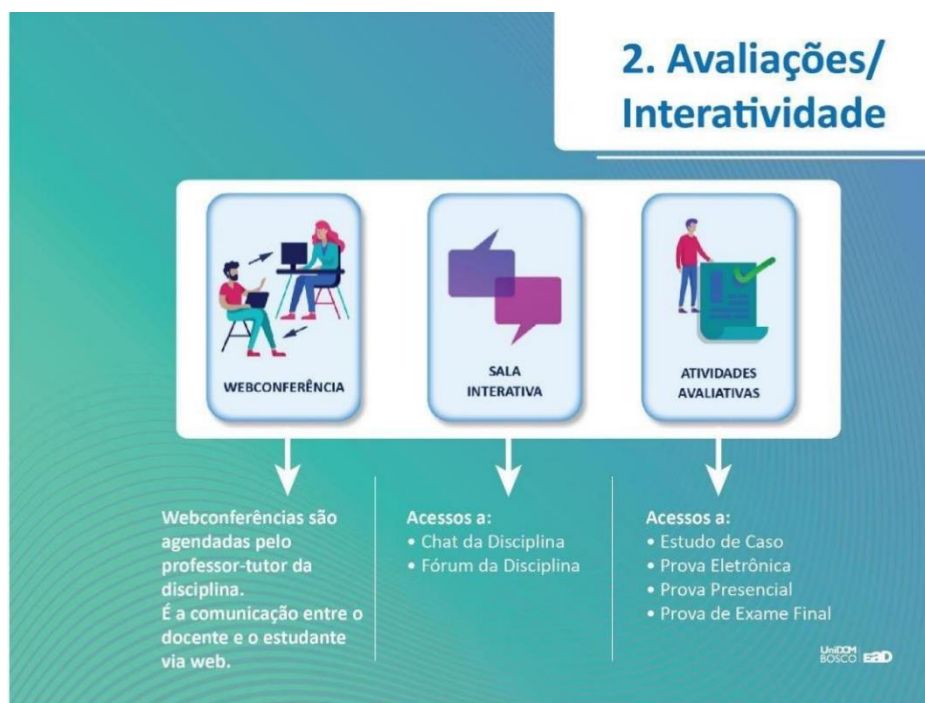 2. Avaliações/
Interatividade
WEBCONFERÊNCIA
SALA
INTERATIVA
ATIVIDADES
AVALIATIVAS
Webconferências são
agendadas pelo
professor-tutor da
disciplina.
É a comunicação entre o
docente e o estudante
via web.
Acessos a:
• Chat da Disciplina
• Fórum da Disciplina
Acessos a:
• Estudo de Caso
• Prova Eletrônica
• Prova Presencial
• Prova de Exame Final
UniDOM
BOSCO EaD